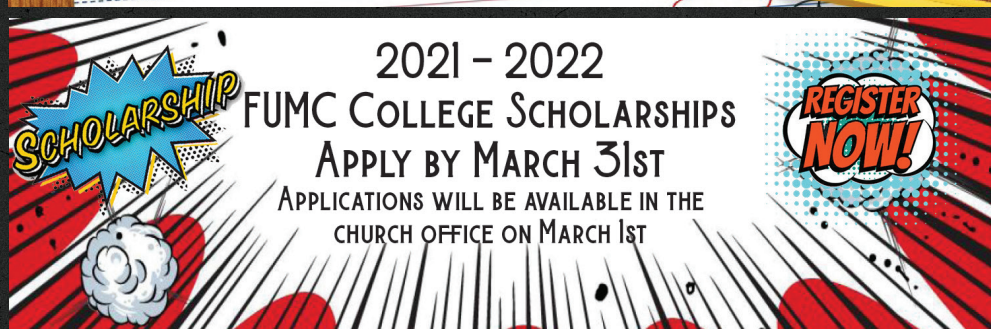 SCHOLARSHIP
2021 – 2022
FUMC College Scholarships
Apply by March 31st
Applications will be available in the
church office on March 1st
REGISTER
NOW!